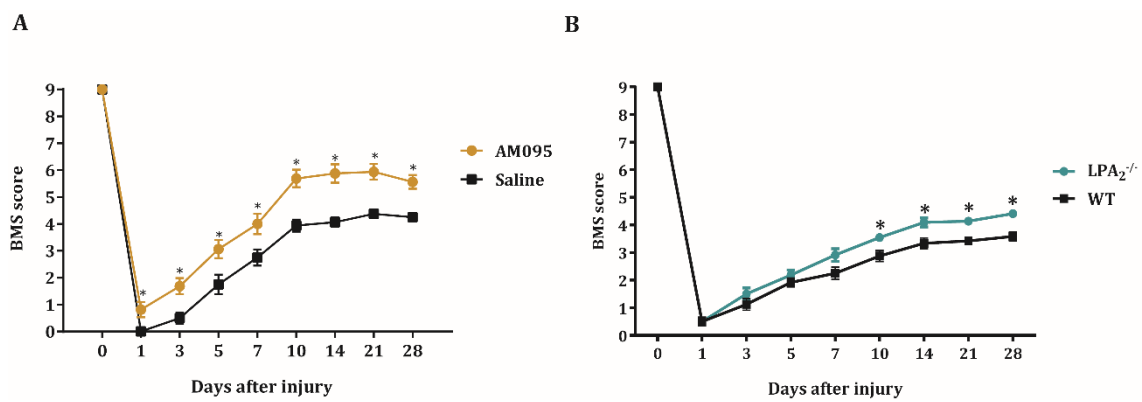 A
BMS score
9
8
7
6
5
4
3
2
1
0
* * * * * * * *
0 1 3 5 7 10 14 21 28
Days after injury
AM095
Saline
B
BMS score
9
8
7
6
5
4
3
2
1
0
* * * *
0 1 3 5 7 10 14 21 28
Days after injury
LPA₂⁻/⁻
WT